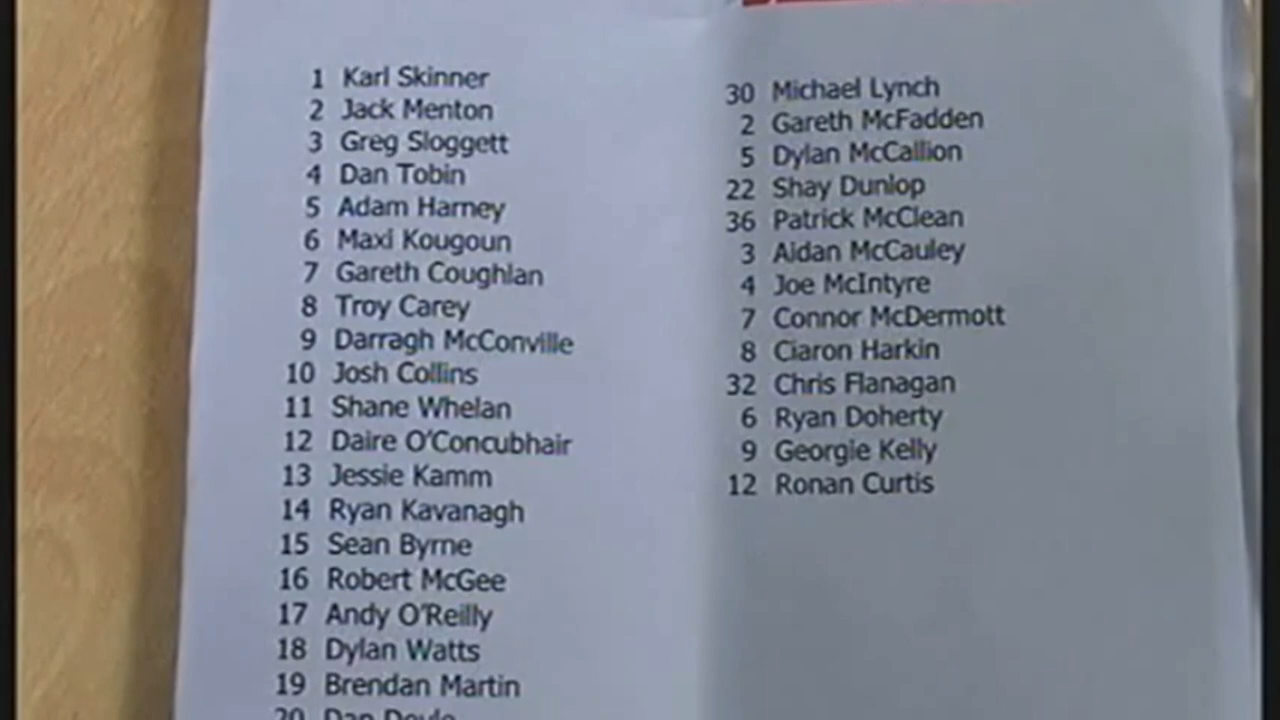 1 Karl Skinner
2 Jack Menton
3 Greg Sloggett
4 Dan Tobin
5 Adam Harney
6 Maxi Kougoun
7 Gareth Coughlan
8 Troy Carey
9 Darragh McConville
10 Josh Collins
11 Shane Whelan
12 Daire O'Concubhair
13 Jessie Kamm
14 Ryan Kavanagh
15 Sean Byrne
16 Robert McGee
17 Andy O'Reilly
18 Dylan Watts
19 Brendan Martin
20 Dan Doyle
30 Michael Lynch
2 Gareth McFadden
5 Dylan McCallion
22 Shay Dunlop
36 Patrick McClean
3 Aidan McCauley
4 Joe McIntyre
7 Connor McDermott
8 Ciaron Harkin
32 Chris Flanagan
6 Ryan Doherty
9 Georgie Kelly
12 Ronan Curtis